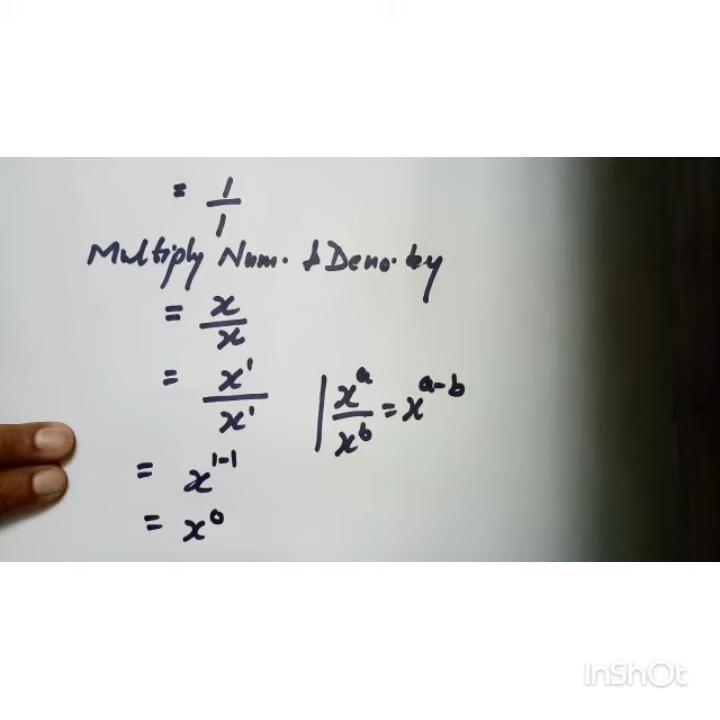 = 1/1
Multiply Num. & Deno. by
= x/x
= x¹/x¹ | xᵃ/xᵇ = xᵃ⁻ᵇ
= x¹⁻¹
= x⁰
InShOt